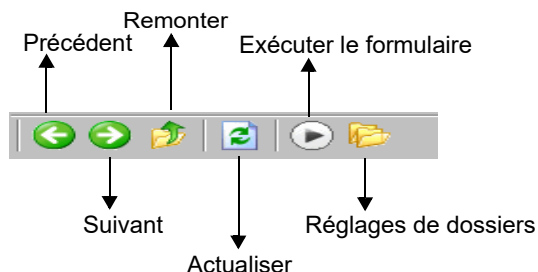 Remonter
Précédent
Exécuter le formulaire
Suivant
Réglages de dossiers
Actualiser